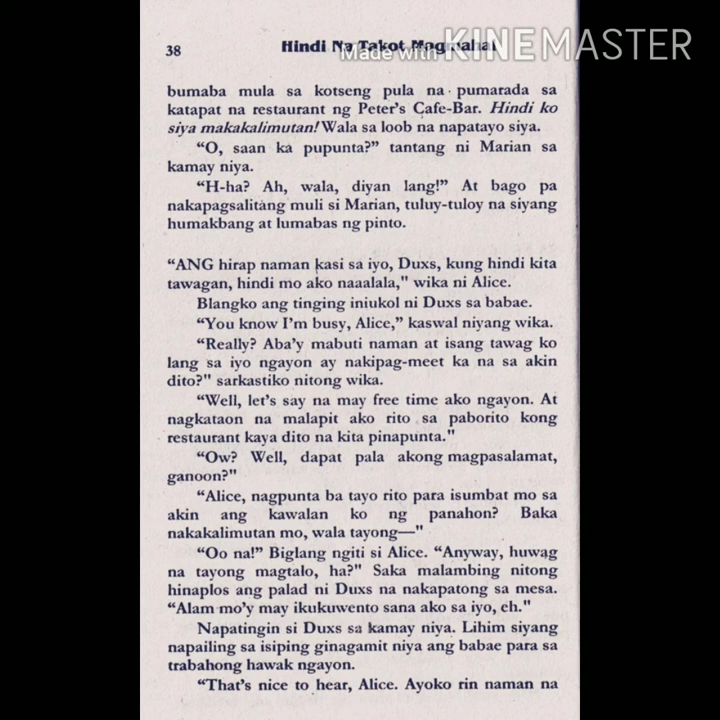 38
Hindi Na Takot Magmahal
Made with KINEMASTER
bumaba mula sa kotseng pula na pumarada sa
katapat na restaurant ng Peter's Cafe-Bar. Hindi ko
siya makakalimutan! Wala sa loob na napatayo siya.
“O, saan ka pupunta?” tantang ni Marian sa
kamay niya.
“H-ha? Ah, wala, diyan lang!” At bago pa
nakapagsalitang muli si Marian, tuluy-tuloy na siyang
humakbang at lumabas ng pinto.
“ANG hirap naman kasi sa iyo, Duxs, kung hindi kita
tawagan, hindi mo ako naaalala," wika ni Alice.
Blangko ang tinging iniukol ni Duxs sa babae.
“You know I’m busy, Alice,” kaswal niyang wika.
“Really? Aba’y mabuti naman at isang tawag ko
lang sa iyo ngayon ay nakipag-meet ka na sa akin
dito?" sarkastiko nitong wika.
“Well, let’s say na may free time ako ngayon. At
nagkataon na malapit ako rito sa paborito kong
restaurant kaya dito na kita pinapunta."
“Ow? Well, dapat pala akong magpasalamat,
ganoon?"
“Alice, nagpunta ba tayo rito para isumbat mo sa
akin ang kawalan ko ng panahon? Baka
nakakalimutan mo, wala tayong—"
“Oo na!” Biglang ngiti si Alice. “Anyway, huwag
na tayong magtalo, ha?" Saka malambing nitong
hinaplos ang palad ni Duxs na nakapatong sa mesa.
“Alam mo’y may ikukuwento sana ako sa iyo, eh."
Napatingin si Duxs sa kamay niya. Lihim siyang
napailing sa isiping ginagamit niya ang babae para sa
trabahong hawak ngayon.
“That’s nice to hear, Alice. Ayoko rin naman na